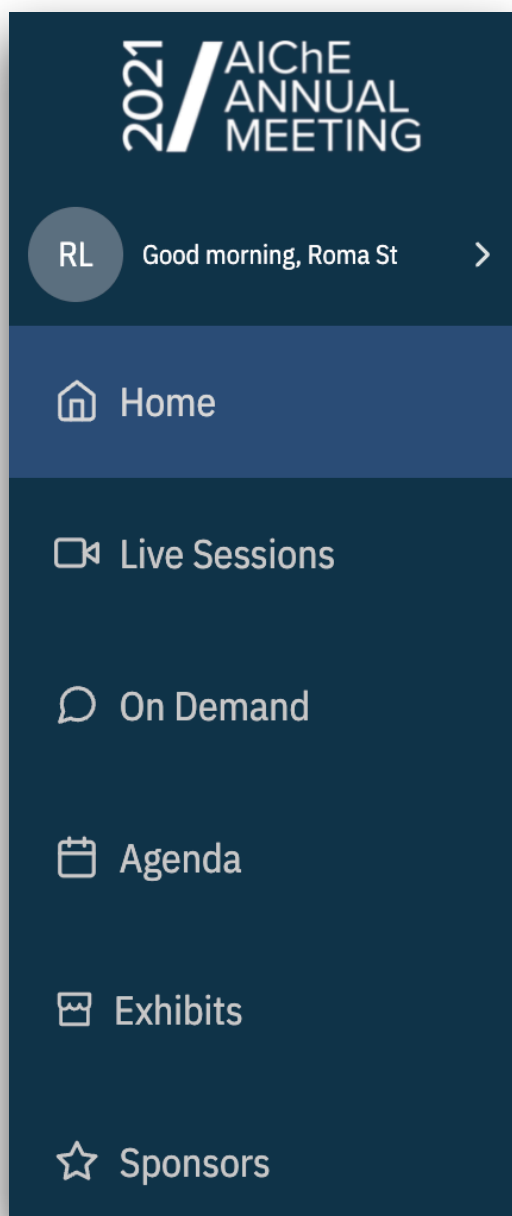 2021
AIChE
ANNUAL
MEETING
RL
Good morning, Roma St
Home
Live Sessions
On Demand
Agenda
Exhibits
Sponsors